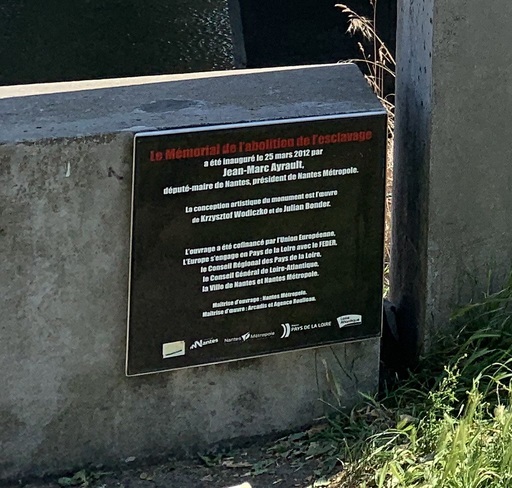 Le Mémorial de l'abolition de l'esclavage
a été inauguré le 25 mars 2012 par
Jean-Marc Ayrault,
député-maire de Nantes, président de Nantes Métropole.
La conception artistique du monument est l'œuvre
de Krzysztof Wodiczko et de Julian Bonder.
L'ouvrage a été cofinancé par l'Union Européenne.
L'Europe s'engage en Pays de la Loire avec le FEDER,
le Conseil Régional des Pays de la Loire,
le Conseil Général de Loire-Atlantique,
la Ville de Nantes et Nantes Métropole.
Maîtrise d'ouvrage : Nantes Métropole.
Maîtrise d'œuvre : Arcadis et Agence Roulleau.
Nantes Nantes Métropole PAYS DE LA LOIRE Loire Atlantique